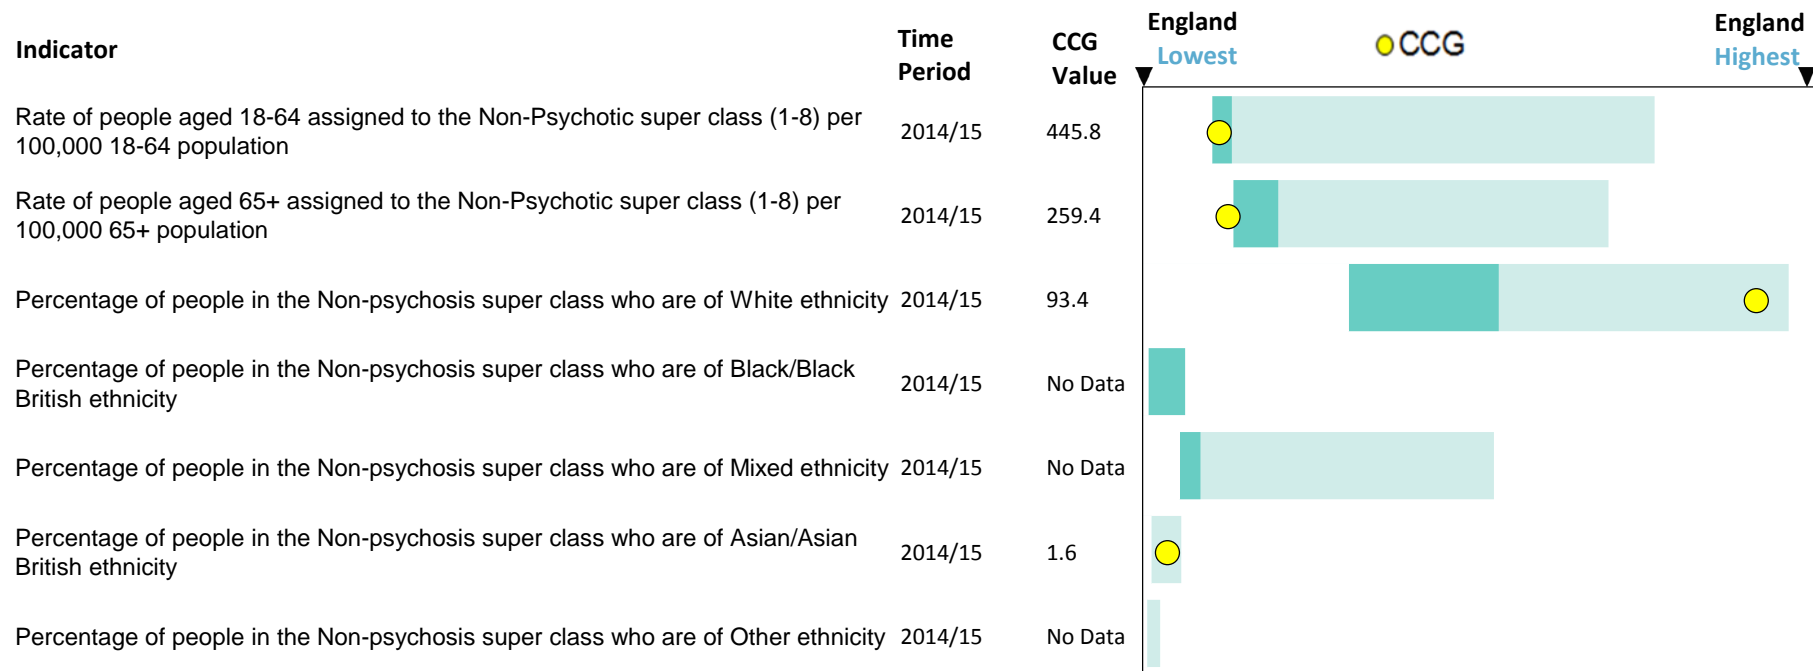 Indicator
Time
Period
CCG
Value
England
Lowest
CCG
England
Highest
Rate of people aged 18-64 assigned to the Non-Psychotic super class (1-8) per
100,000 18-64 population
2014/15
445.8
Rate of people aged 65+ assigned to the Non-Psychotic super class (1-8) per
100,000 65+ population
2014/15
259.4
Percentage of people in the Non-psychosis super class who are of White ethnicity
2014/15
93.4
Percentage of people in the Non-psychosis super class who are of Black/Black
British ethnicity
2014/15
No Data
Percentage of people in the Non-psychosis super class who are of Mixed ethnicity
2014/15
No Data
Percentage of people in the Non-psychosis super class who are of Asian/Asian
British ethnicity
2014/15
1.6
Percentage of people in the Non-psychosis super class who are of Other ethnicity
2014/15
No Data